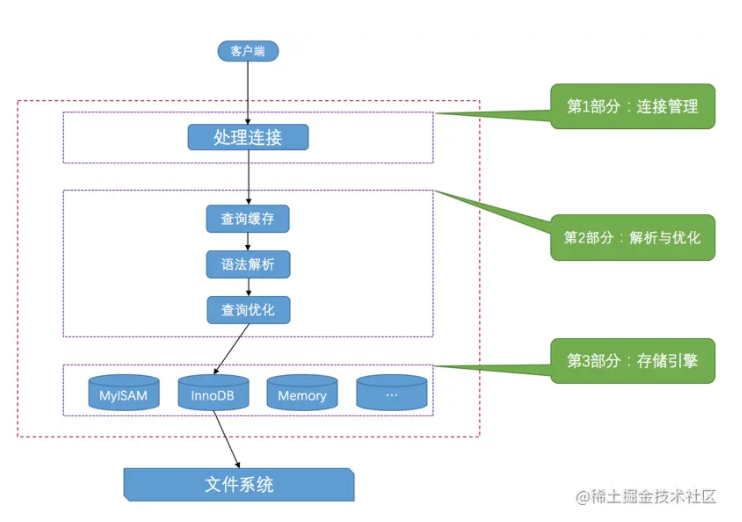 客户端
第1部分：连接管理
处理连接
查询缓存
第2部分：解析与优化
语法解析
查询优化
第3部分：存储引擎
MyISAM
InnoDB
Memory
...
文件系统
@稀土掘金技术社区